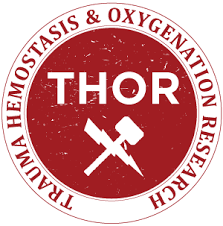 TRAUMA HEMOSTASIS & OXYGENATION RESEARCH
THOR